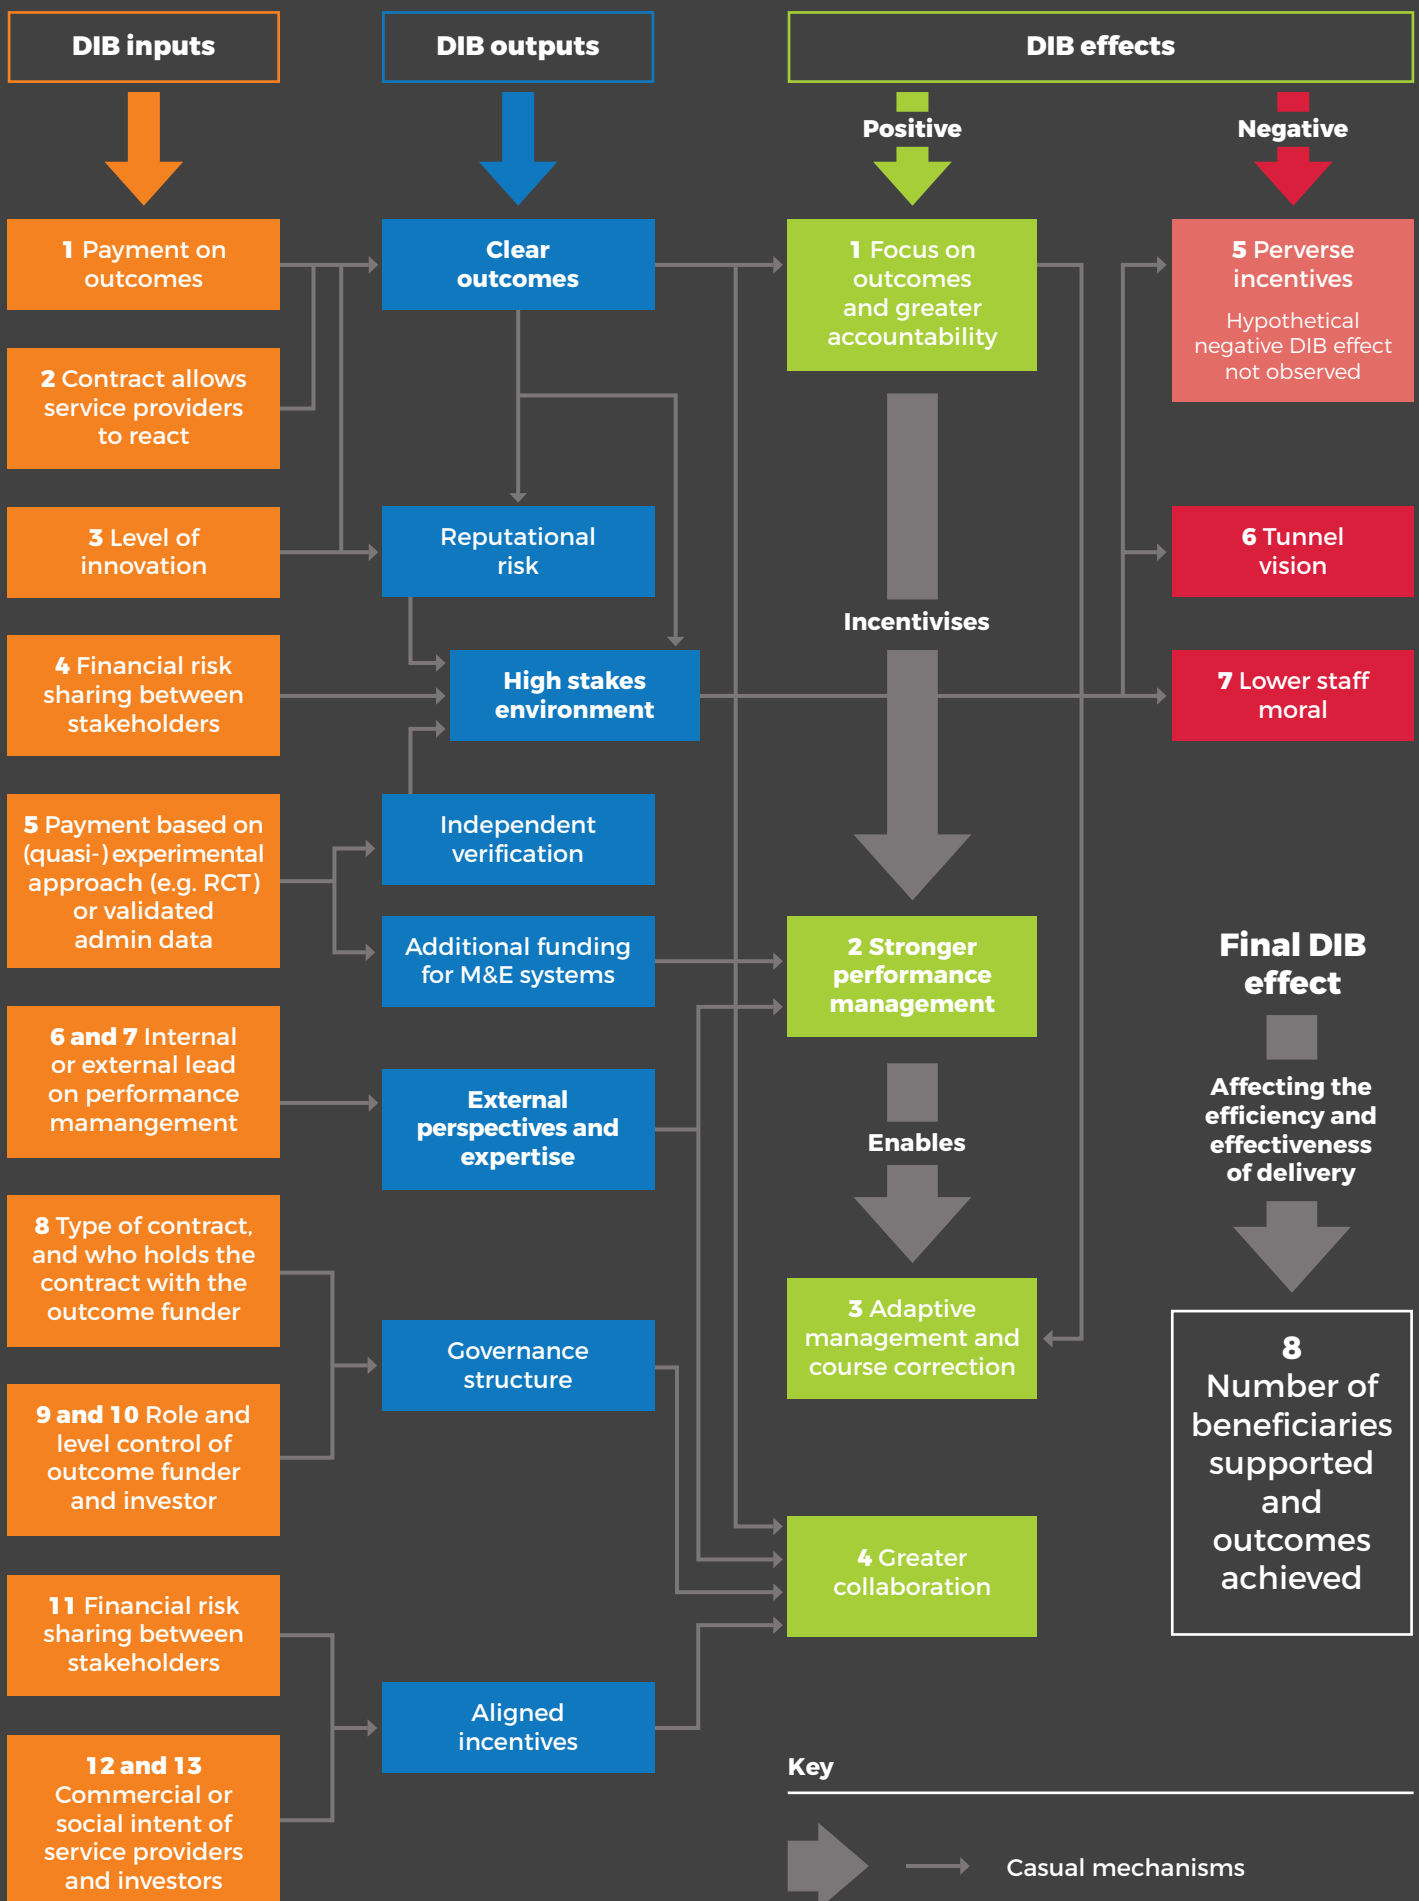 DIB inputs
DIB outputs
DIB effects
Positive
Negative
1 Payment on
outcomes
2 Contract allows
service providers
to react
3 Level of
innovation
4 Financial risk
sharing between
stakeholders
5 Payment based on
(quasi-) experimental
approach (e.g. RCT)
or validated
admin data
6 and 7 Internal
or external lead
on performance
mamangement
8 Type of contract,
and who holds the
contract with the
outcome funder
9 and 10 Role and
level control of
outcome funder
and investor
11 Financial risk
sharing between
stakeholders
12 and 13
Commercial or
social intent of
service providers
and investors
Clear
outcomes
Reputational
risk
High stakes
environment
Independent
verification
Additional funding
for M&E systems
External
perspectives and
expertise
Governance
structure
Aligned
incentives
1 Focus on
outcomes
and greater
accountability
Incentivises
2 Stronger
performance
management
Enables
3 Adaptive
management and
course correction
4 Greater
collaboration
5 Perverse
incentives
Hypothetical
negative DIB effect
not observed
6 Tunnel
vision
7 Lower staff
moral
Final DIB
effect
Affecting the
efficiency and
effectiveness
of delivery
8
Number of
beneficiaries
supported
and
outcomes
achieved
Key
Casual mechanisms